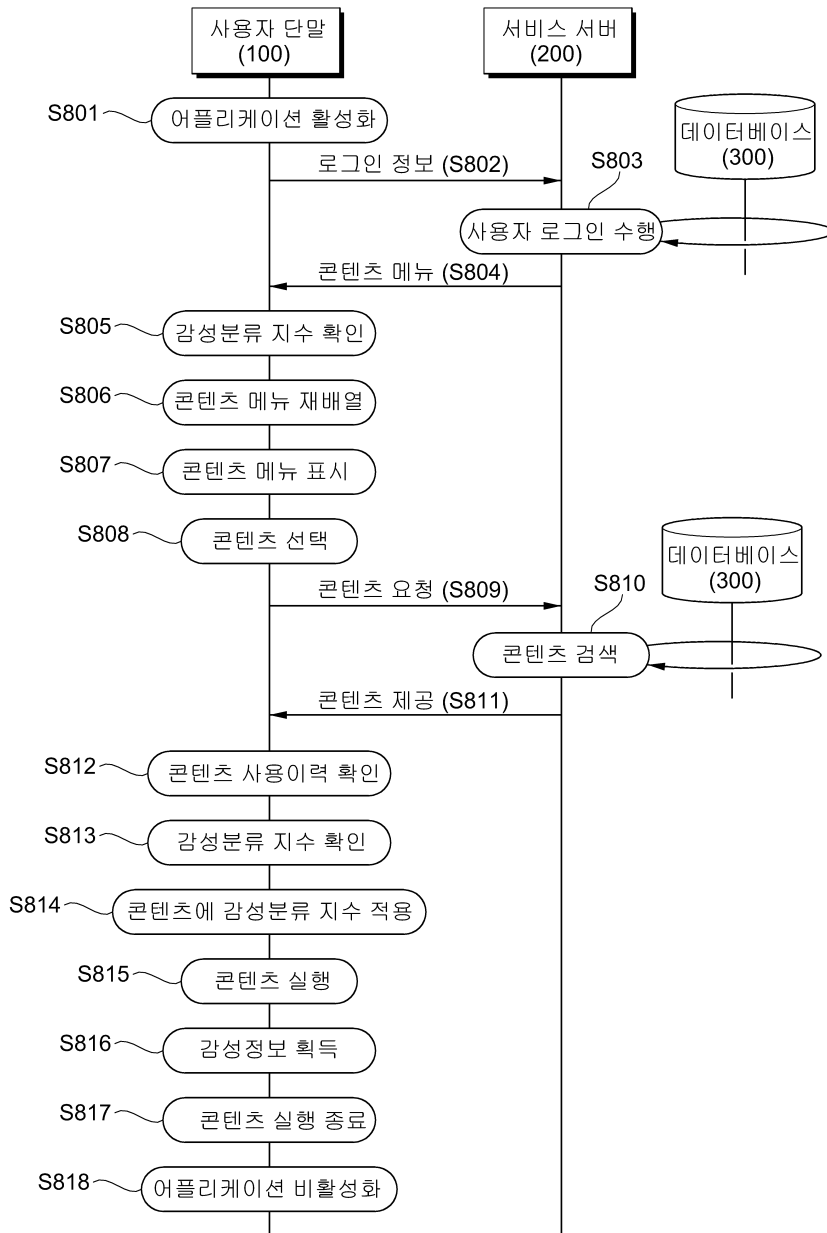 사용자 단말
(100)
서비스 서버
(200)
S801
어플리케이션 활성화
데이터베이스
(300)
로그인 정보 (S802)
S803
사용자 로그인 수행
콘텐츠 메뉴 (S804)
S805
감성분류 지수 확인
S806
콘텐츠 메뉴 재배열
S807
콘텐츠 메뉴 표시
S808
콘텐츠 선택
데이터베이스
(300)
콘텐츠 요청 (S809)
S810
콘텐츠 검색
콘텐츠 제공 (S811)
S812
콘텐츠 사용이력 확인
S813
감성분류 지수 확인
S814
콘텐츠에 감성분류 지수 적용
S815
콘텐츠 실행
S816
감성정보 획득
S817
콘텐츠 실행 종료
S818
어플리케이션 비활성화